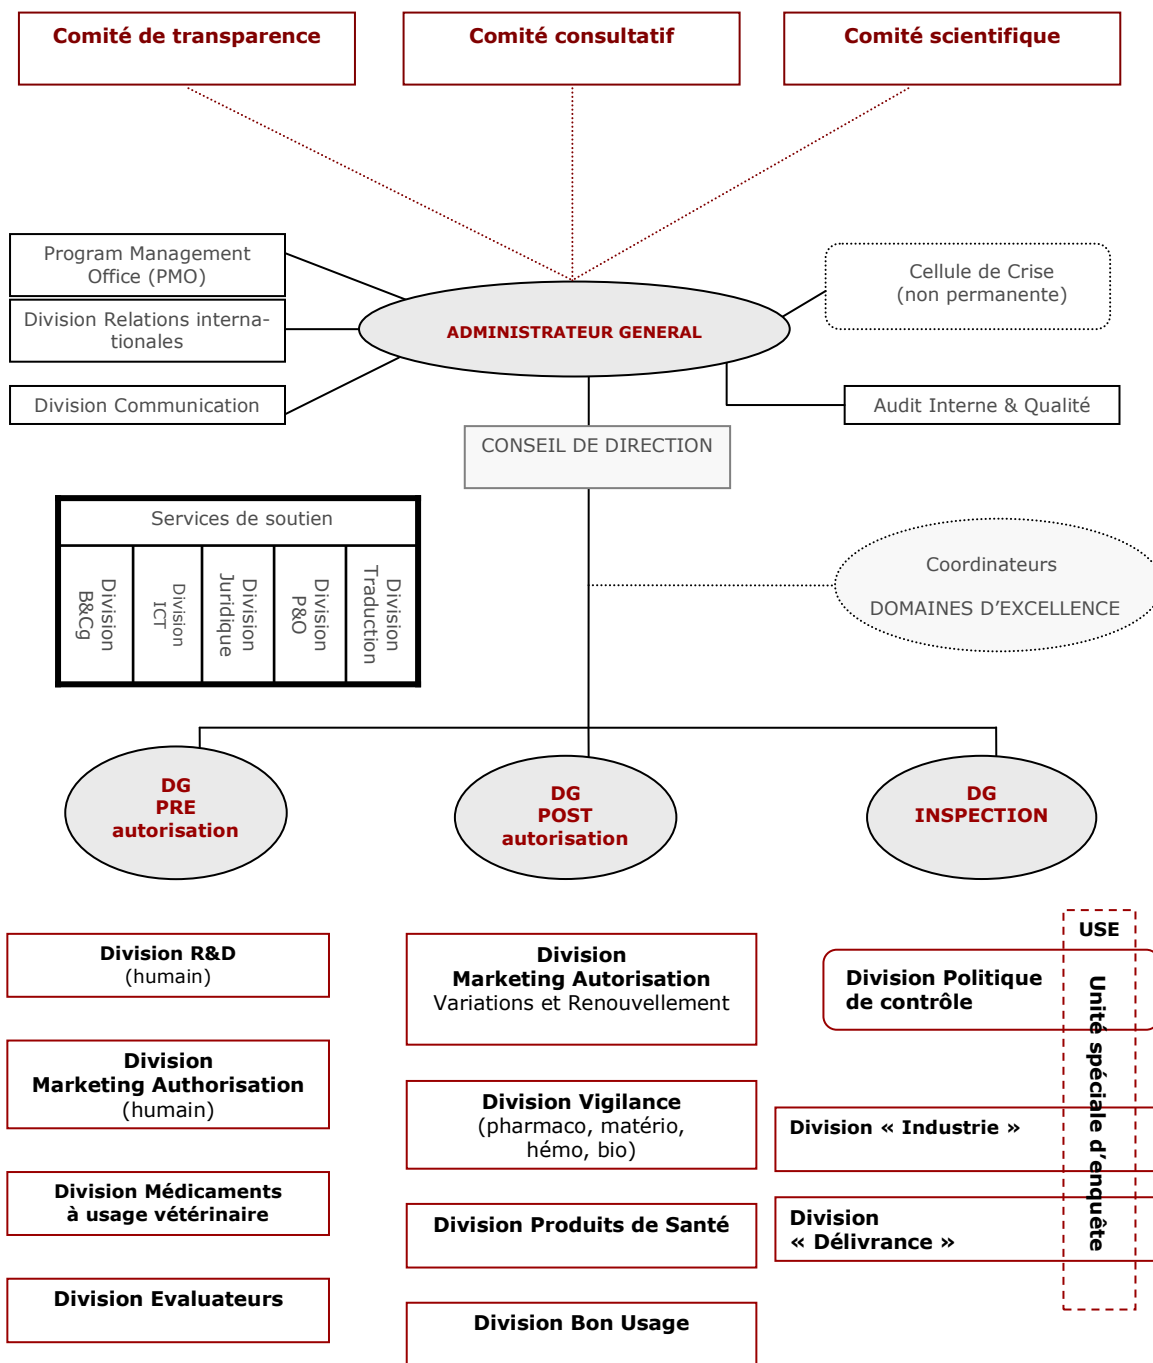 Comité de transparence
Comité consultatif
Comité scientifique
Program Management
Office (PMO)
Division Relations interna-
tionales
Division Communication
ADMINISTRATEUR GENERAL
Cellule de Crise
(non permanente)
Audit Interne & Qualité
CONSEIL DE DIRECTION
Services de soutien
Division
B&Cg
Division
ICT
Division
Juridique
Division
P&O
Division
Traduction
Coordinateurs
DOMAINES D’EXCELLENCE
DG
PRE
autorisation
DG
POST
autorisation
DG
INSPECTION
Division R&D
(humain)
Division
Marketing Authorisation
(humain)
Division Médicaments
à usage vétérinaire
Division Evaluateurs
Division
Marketing Autorisation
Variations et Renouvellement
Division Vigilance
(pharmaco, matério,
hémo, bio)
Division Produits de Santé
Division Bon Usage
USE
Unité spéciale d’enquête
Division Politique
de contrôle
Division « Industrie »
Division
« Délivrance »